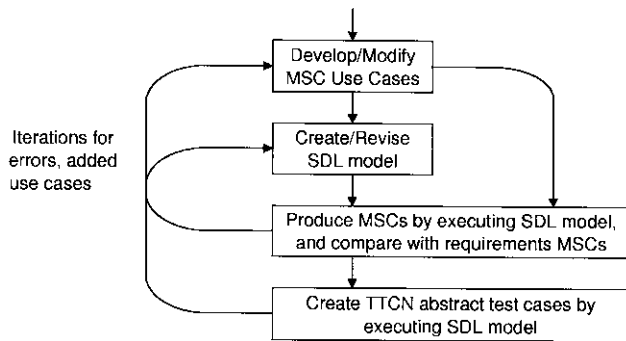 Develop/Modify
MSC Use Cases
Iterations for
errors, added
use cases
Create/Revise
SDL model
Produce MSCs by executing SDL model,
and compare with requirements MSCs
Create TTCN abstract test cases by
executing SDL model